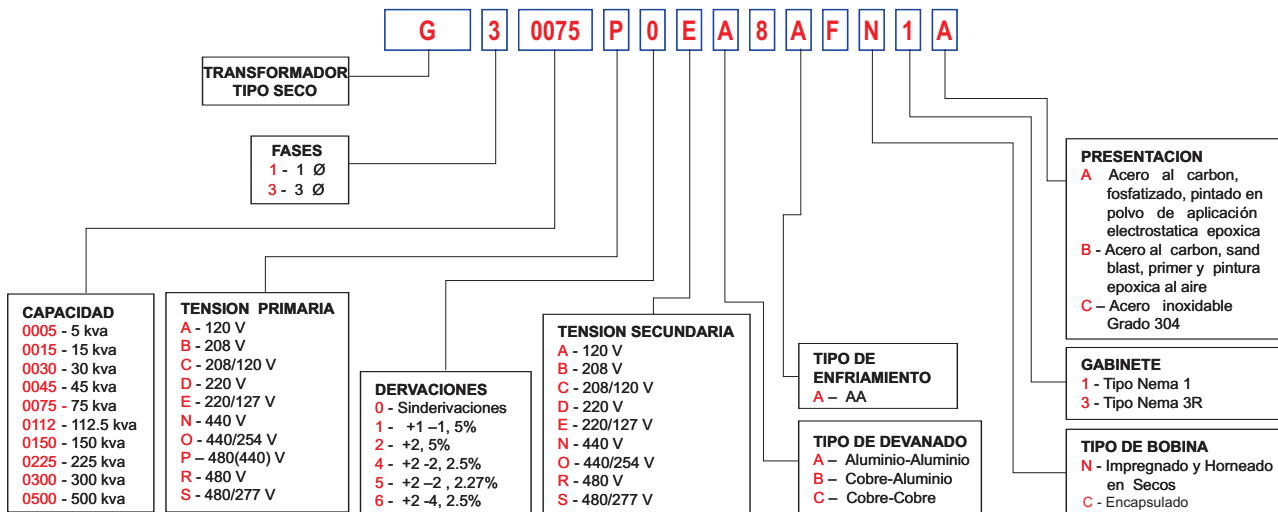 G 3 0075 P 0 E A 8 A F N 1 A
TRANSFORMADOR
TIPO SECO
FASES
1 - 1 Ø
3 - 3 Ø
CAPACIDAD
0005 - 5 kva
0015 - 15 kva
0030 - 30 kva
0045 - 45 kva
0075 - 75 kva
0112 - 112.5 kva
0150 - 150 kva
0225 - 225 kva
0300 - 300 kva
0500 - 500 kva
TENSION PRIMARIA
A - 120 V
B - 208 V
C - 208/120 V
D - 220 V
E - 220/127 V
N - 440 V
O - 440/254 V
P – 480(440) V
R - 480 V
S - 480/277 V
DERVACIONES
0 - Sinderivaciones
1 - +1 –1, 5%
2 - +2, 5%
4 - +2 -2, 2.5%
5 - +2 –2 , 2.27%
6 - +2 -4, 2.5%
TENSION SECUNDARIA
A - 120 V
B - 208 V
C - 208/120 V
D - 220 V
E - 220/127 V
N - 440 V
O - 440/254 V
R - 480 V
S - 480/277 V
TIPO DE
ENFRIAMIENTO
A – AA
TIPO DE DEVANADO
A – Aluminio-Aluminio
B – Cobre-Aluminio
C – Cobre-Cobre
PRESENTACION
A Acero al carbon,
fosfatizado, pintado en
polvo de aplicación
electrostatica epoxica
B - Acero al carbon, sand
blast, primer y pintura
epoxica al aire
C – Acero inoxidable
Grado 304
GABINETE
1 - Tipo Nema 1
3 - Tipo Nema 3R
TIPO DE BOBINA
N - Impregnado y Horneado
en Secos
C - Encapsulado